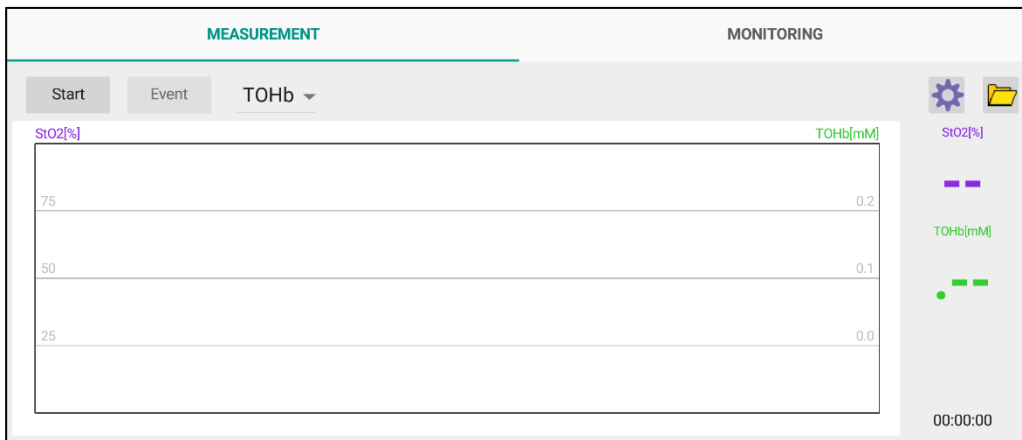 MEASUREMENT MONITORING
Start Event TOHb
StO2[%] TOHb[mM] StO2[%]
--
75 0.2
TOHb[mM]
50 0.1
.--
25 0.0
00:00:00